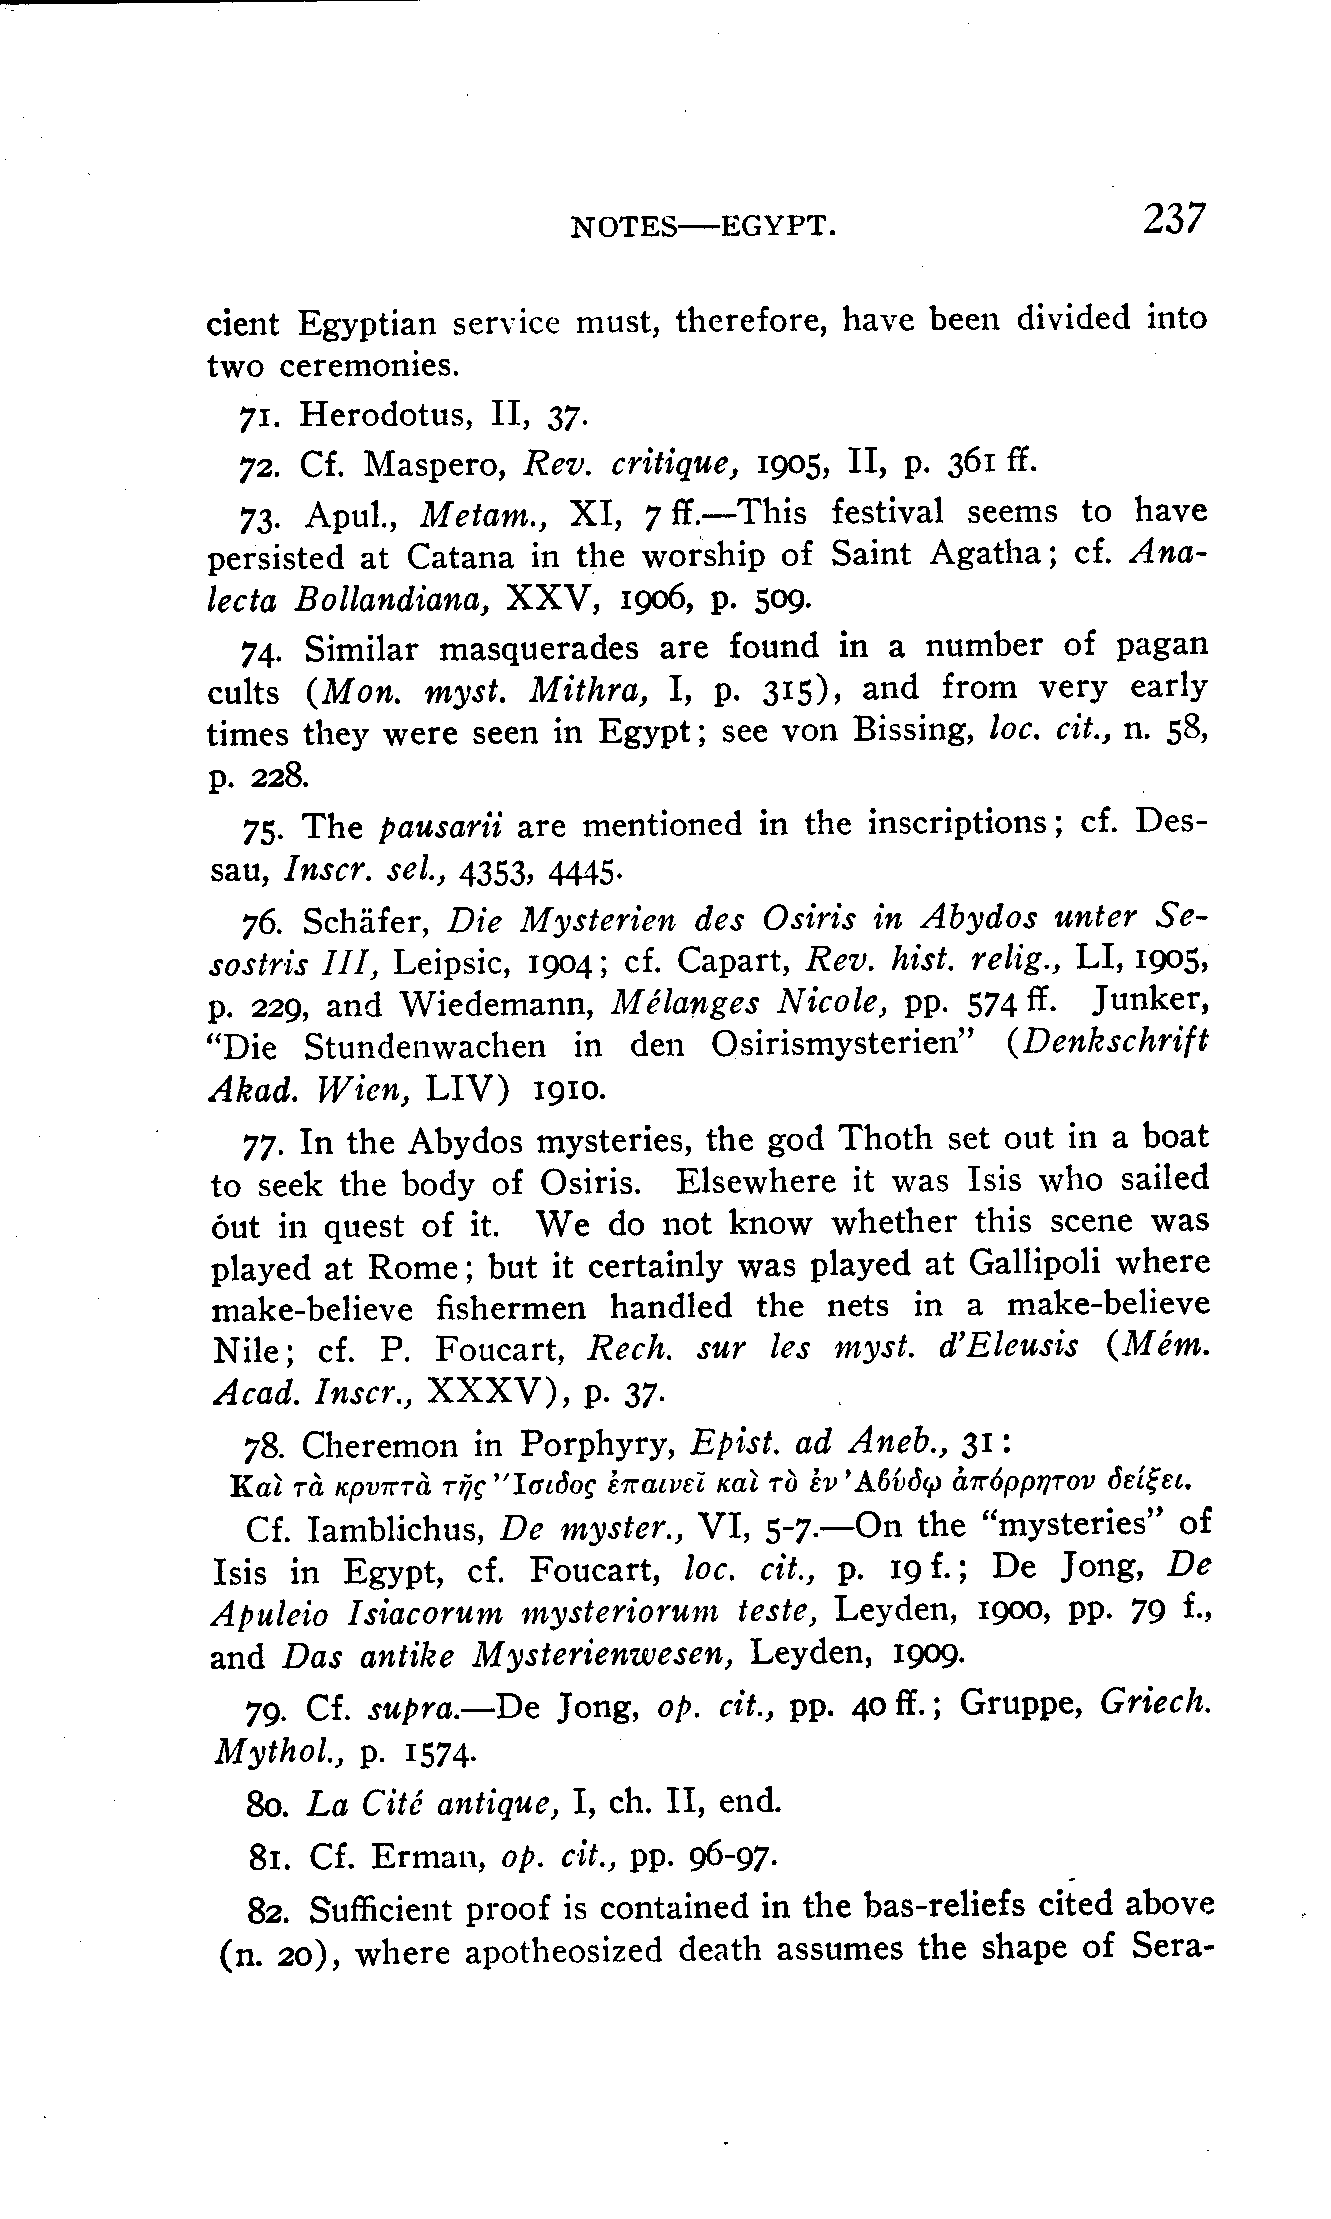 NOTES—EGYPT. 237
cient Egyptian service must, therefore, have been divided into
two ceremonies.
71. Herodotus, II, 37.
72. Cf. Maspero, Rev. critique, 1905, II, p. 361 ff.
73. Apul., Metam., XI, 7 ff.—This festival seems to have
persisted at Catana in the worship of Saint Agatha; cf. Ana-
lecta Bollandiana, XXV, 1906, p. 509.
74. Similar masquerades are found in a number of pagan
cults (Mon. myst. Mithra, I, p. 315), and from very early
times they were seen in Egypt; see von Bissing, loc. cit., n. 58,
p. 228.
75. The pausarii are mentioned in the inscriptions; cf. Des-
sau, Inscr. sel., 4353, 4445.
76. Schäfer, Die Mysterien des Osiris in Abydos unter Se-
sostris III, Leipsic, 1904; cf. Capart, Rev. hist. relig., LI, 1905,
p. 229, and Wiedemann, Mélanges Nicole, pp. 574 ff. Junker,
"Die Stundenwachen in den Osirismysterien" (Denkschrift
Akad. Wien, LIV) 1910.
77. In the Abydos mysteries, the god Thoth set out in a boat
to seek the body of Osiris. Elsewhere it was Isis who sailed
out in quest of it. We do not know whether this scene was
played at Rome; but it certainly was played at Gallipoli where
make-believe fishermen handled the nets in a make-believe
Nile; cf. P. Foucart, Rech. sur les myst. d'Eleusis (Mém.
Acad. Inscr., XXXV), p. 37.
78. Cheremon in Porphyry, Epist. ad Aneb., 31:
Καὶ τὰ κρυπτὰ τῆς Ἴσιδος ἐπαινεῖ καὶ τὸ ἐν Ἀβύδῳ ἀπόρρητον δείξει.
Cf. Iamblichus, De myster., VI, 5-7.—On the "mysteries" of
Isis in Egypt, cf. Foucart, loc. cit., p. 19 f.; De Jong, De
Apuleio Isiacorum mysteriorum teste, Leyden, 1900, pp. 79 f.,
and Das antike Mysterienwesen, Leyden, 1909.
79. Cf. supra.—De Jong, op. cit., pp. 40 ff.; Gruppe, Griech.
Mythol., p. 1574.
80. La Cité antique, I, ch. II, end.
81. Cf. Erman, op. cit., pp. 96-97.
82. Sufficient proof is contained in the bas-reliefs cited above
(n. 20), where apotheosized death assumes the shape of Sera-